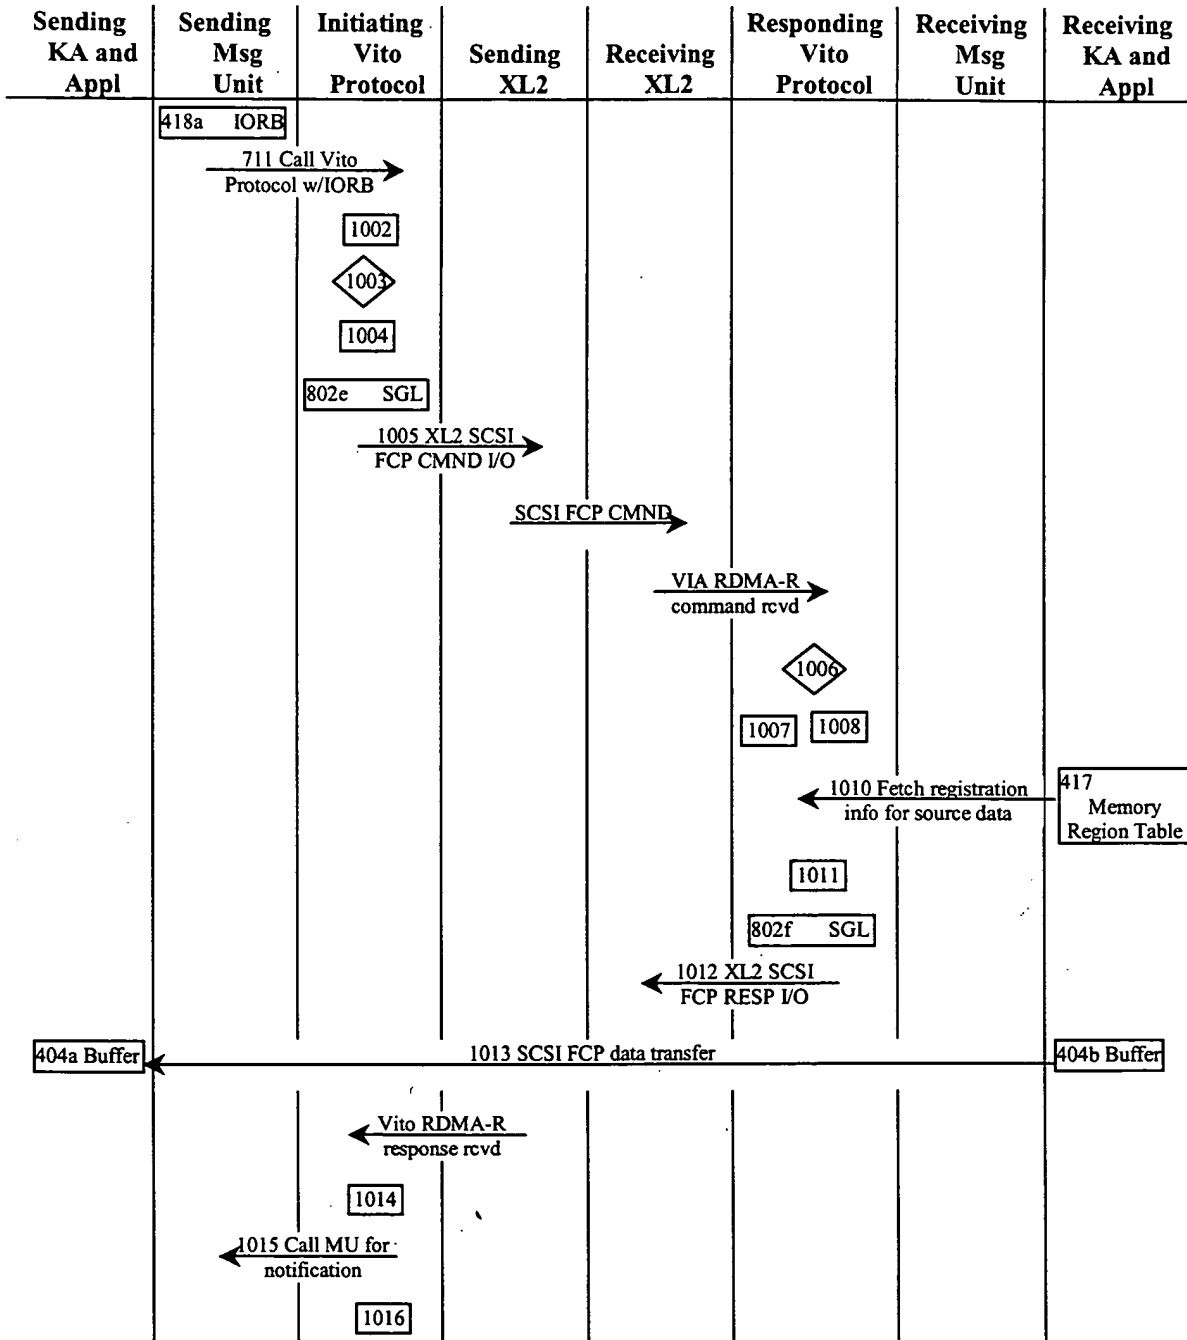 Sending KA and Appl
Sending Msg Unit
Initiating Vito Protocol
Sending XL2
Receiving XL2
Responding Vito Protocol
Receiving Msg Unit
Receiving KA and Appl
418a IORB
711 Call Vito
Protocol w/IORB
1002
1003
1004
802e SGL
1005 XL2 SCSI
FCP CMND I/O
SCSI FCP CMND
VIA RDMA-R
command rcvd
1006
1007 1008
1010 Fetch registration
info for source data
417
Memory
Region Table
1011
802f SGL
1012 XL2 SCSI
FCP RESP I/O
404a Buffer
1013 SCSI FCP data transfer
404b Buffer
Vito RDMA-R
response rcvd
1014
1015 Call MU for
notification
1016